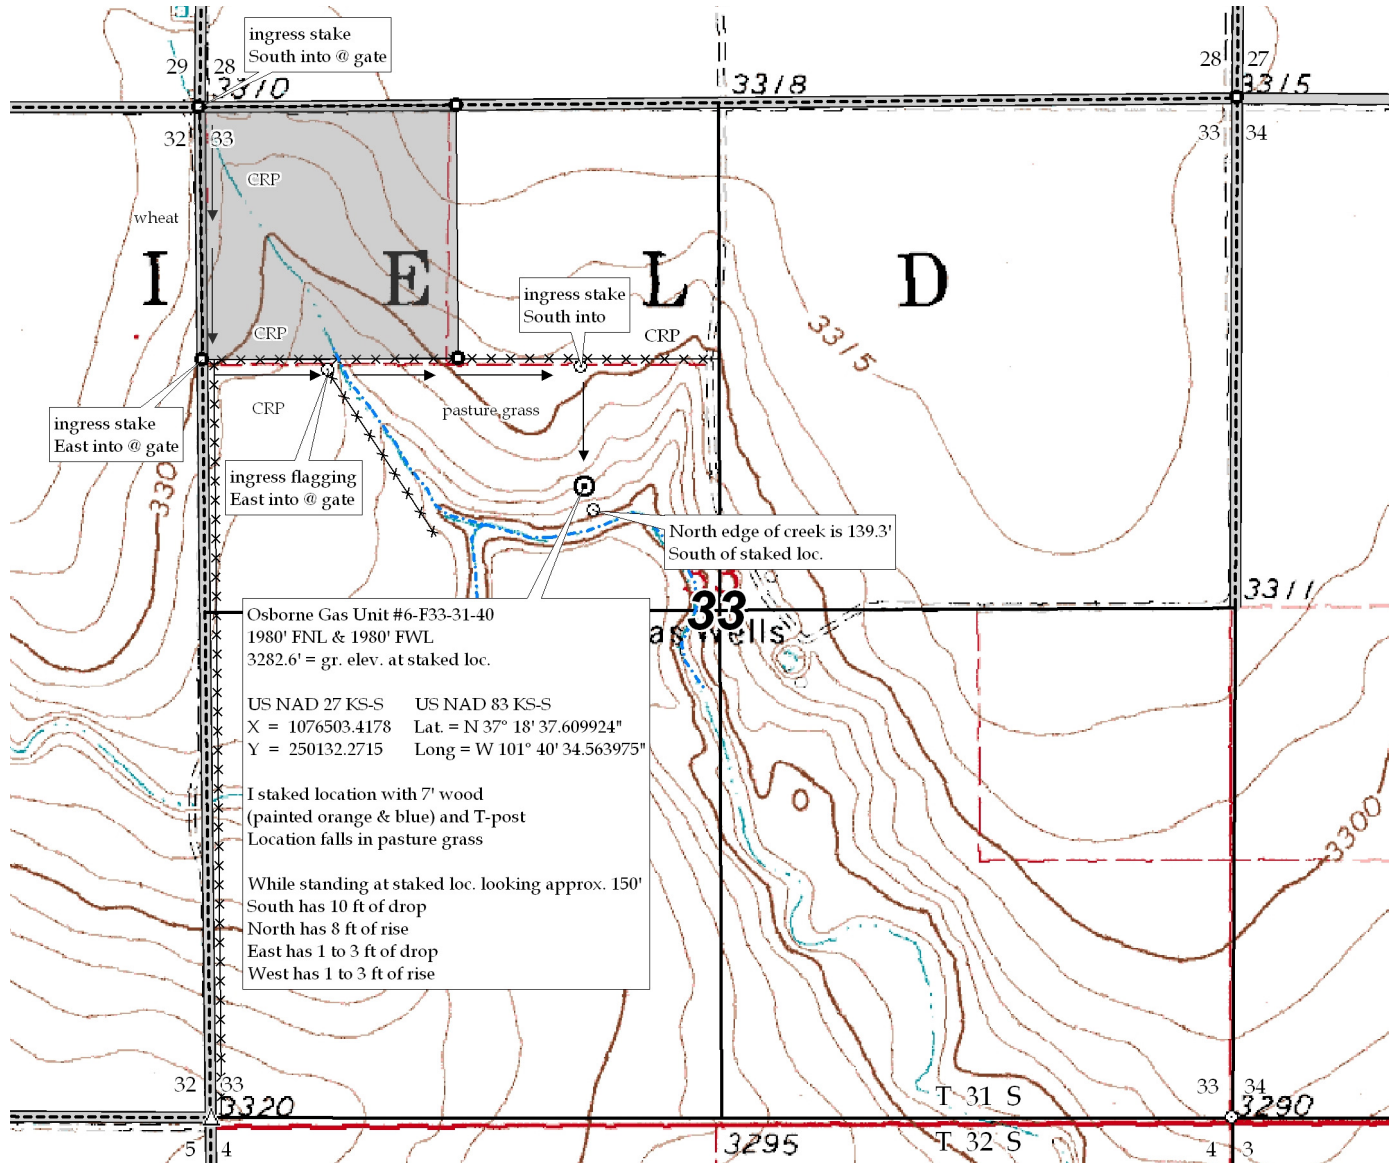 ingress stake
South into @ gate
29
28
28
27
3310
3318
3315
32
33
33
34
CRP
wheat
I
E
L
D
ingress stake
South into
CRP
CRP
3315
CRP
pasture grass
ingress stake
East into @ gate
ingress flagging
East into @ gate
330
North edge of creek is 139.3'
South of staked loc.
3311
33
as Wells
Osborne Gas Unit #6-F33-31-40
1980' FNL & 1980' FWL
3282.6' = gr. elev. at staked loc.
US NAD 27 KS-S
US NAD 83 KS-S
X = 1076503.4178
Lat. = N 37° 18' 37.609924"
Y = 250132.2715
Long = W 101° 40' 34.563975"
I staked location with 7' wood
(painted orange & blue) and T-post
Location falls in pasture grass
While standing at staked loc. looking approx. 150'
South has 10 ft of drop
North has 8 ft of rise
East has 1 to 3 ft of drop
West has 1 to 3 ft of rise
3300
32
33
33
34
3320
T 31 S
3290
5
4
3295
T 32 S
4
3